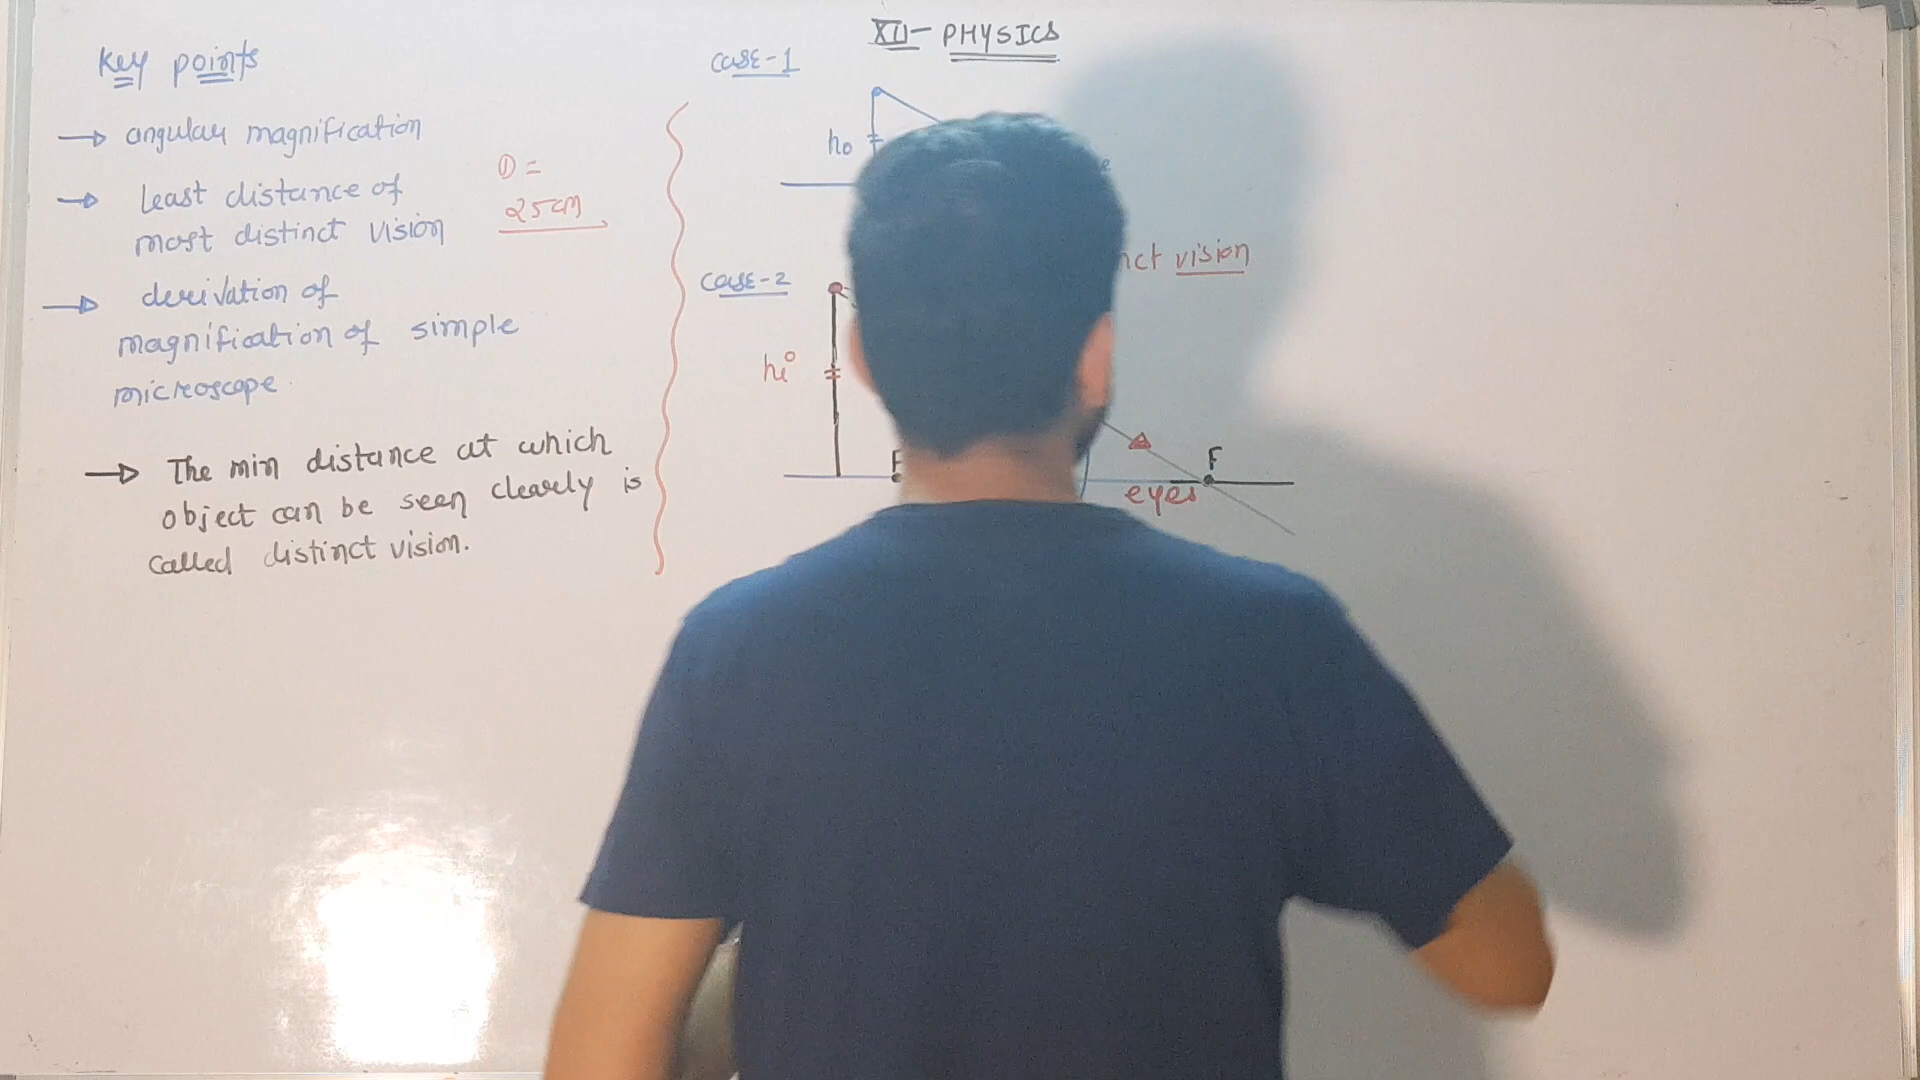 XII - PHYSICS
Key points
→ angular magnification
→ Least distance of
most distinct vision
D =
25cm
→ derivation of
magnification of simple
microscope
→ The min distance at which
object can be seen clearly is
called distinct vision.
case-1
ho
vision
case-2
hi
F
F
eyes